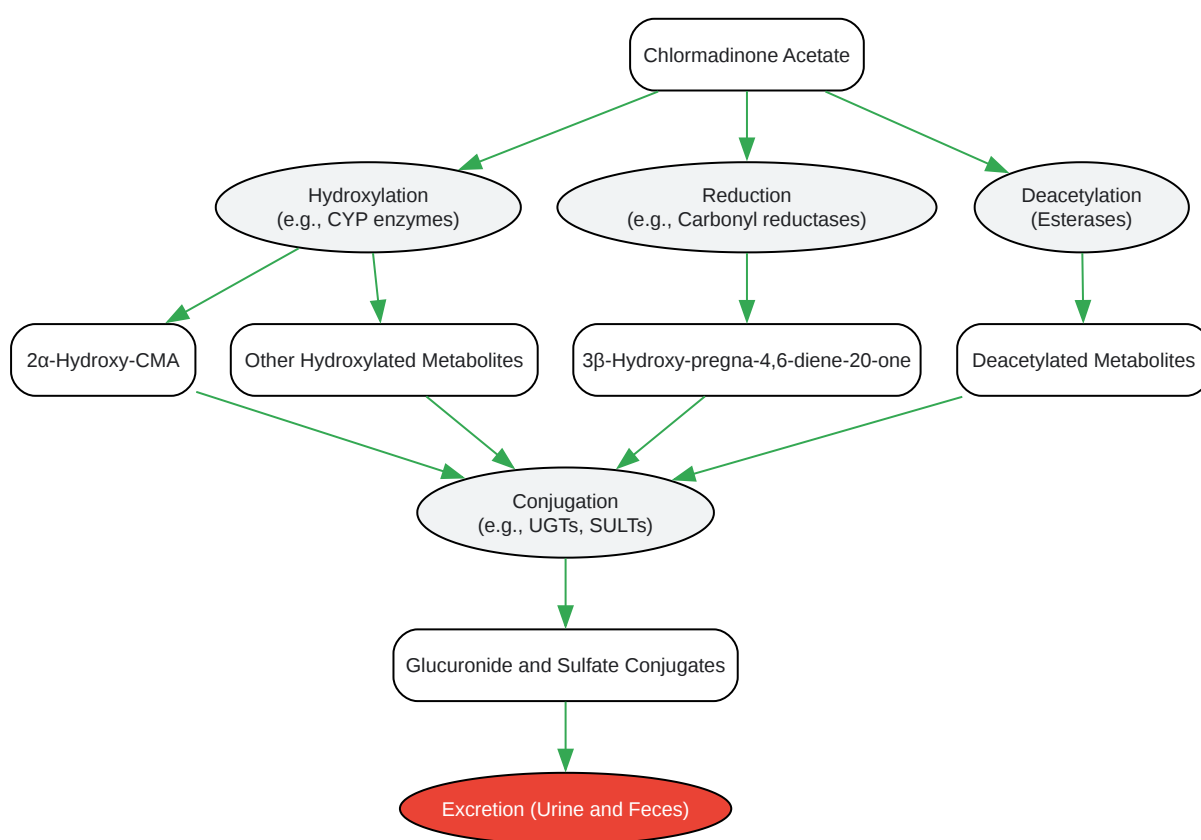 Chlormadinone Acetate
Hydroxylation
(e.g., CYP enzymes)
Reduction
(e.g., Carbonyl reductases)
Deacetylation
(Esterases)
2α-Hydroxy-CMA
Other Hydroxylated Metabolites
3β-Hydroxy-pregna-4,6-diene-20-one
Deacetylated Metabolites
Conjugation
(e.g., UGTs, SULTs)
Glucuronide and Sulfate Conjugates
Excretion (Urine and Feces)